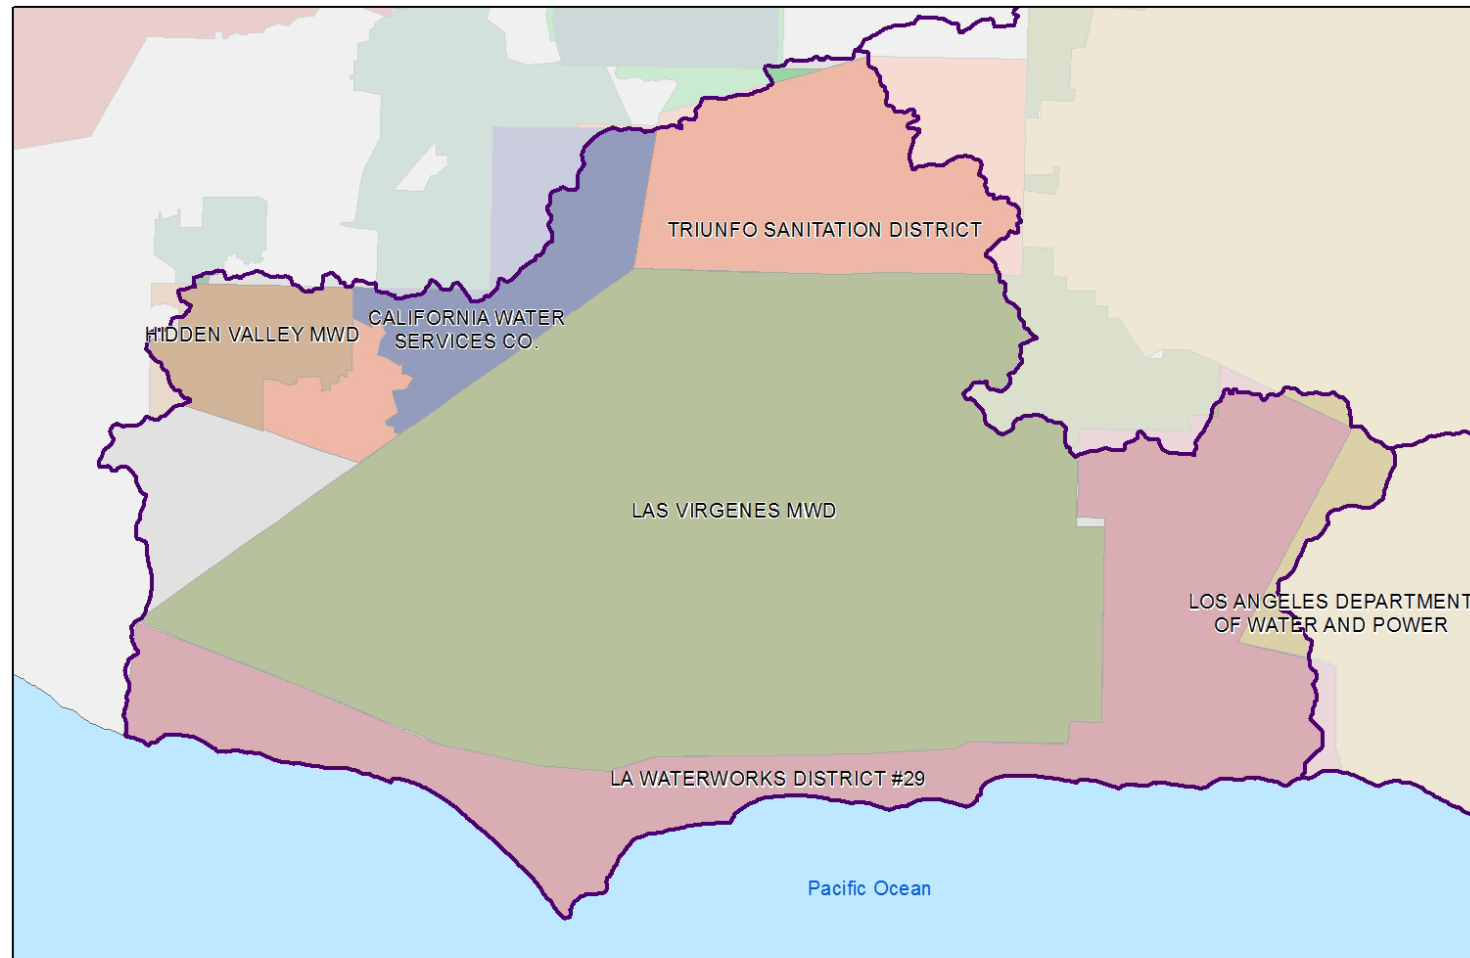 TRIUNFO SANITATION DISTRICT
CALIFORNIA WATER
SERVICES CO.
HIDDEN VALLEY MWD
LAS VIRGENES MWD
LOS ANGELES DEPARTMENT
OF WATER AND POWER
LA WATERWORKS DISTRICT #29
Pacific Ocean